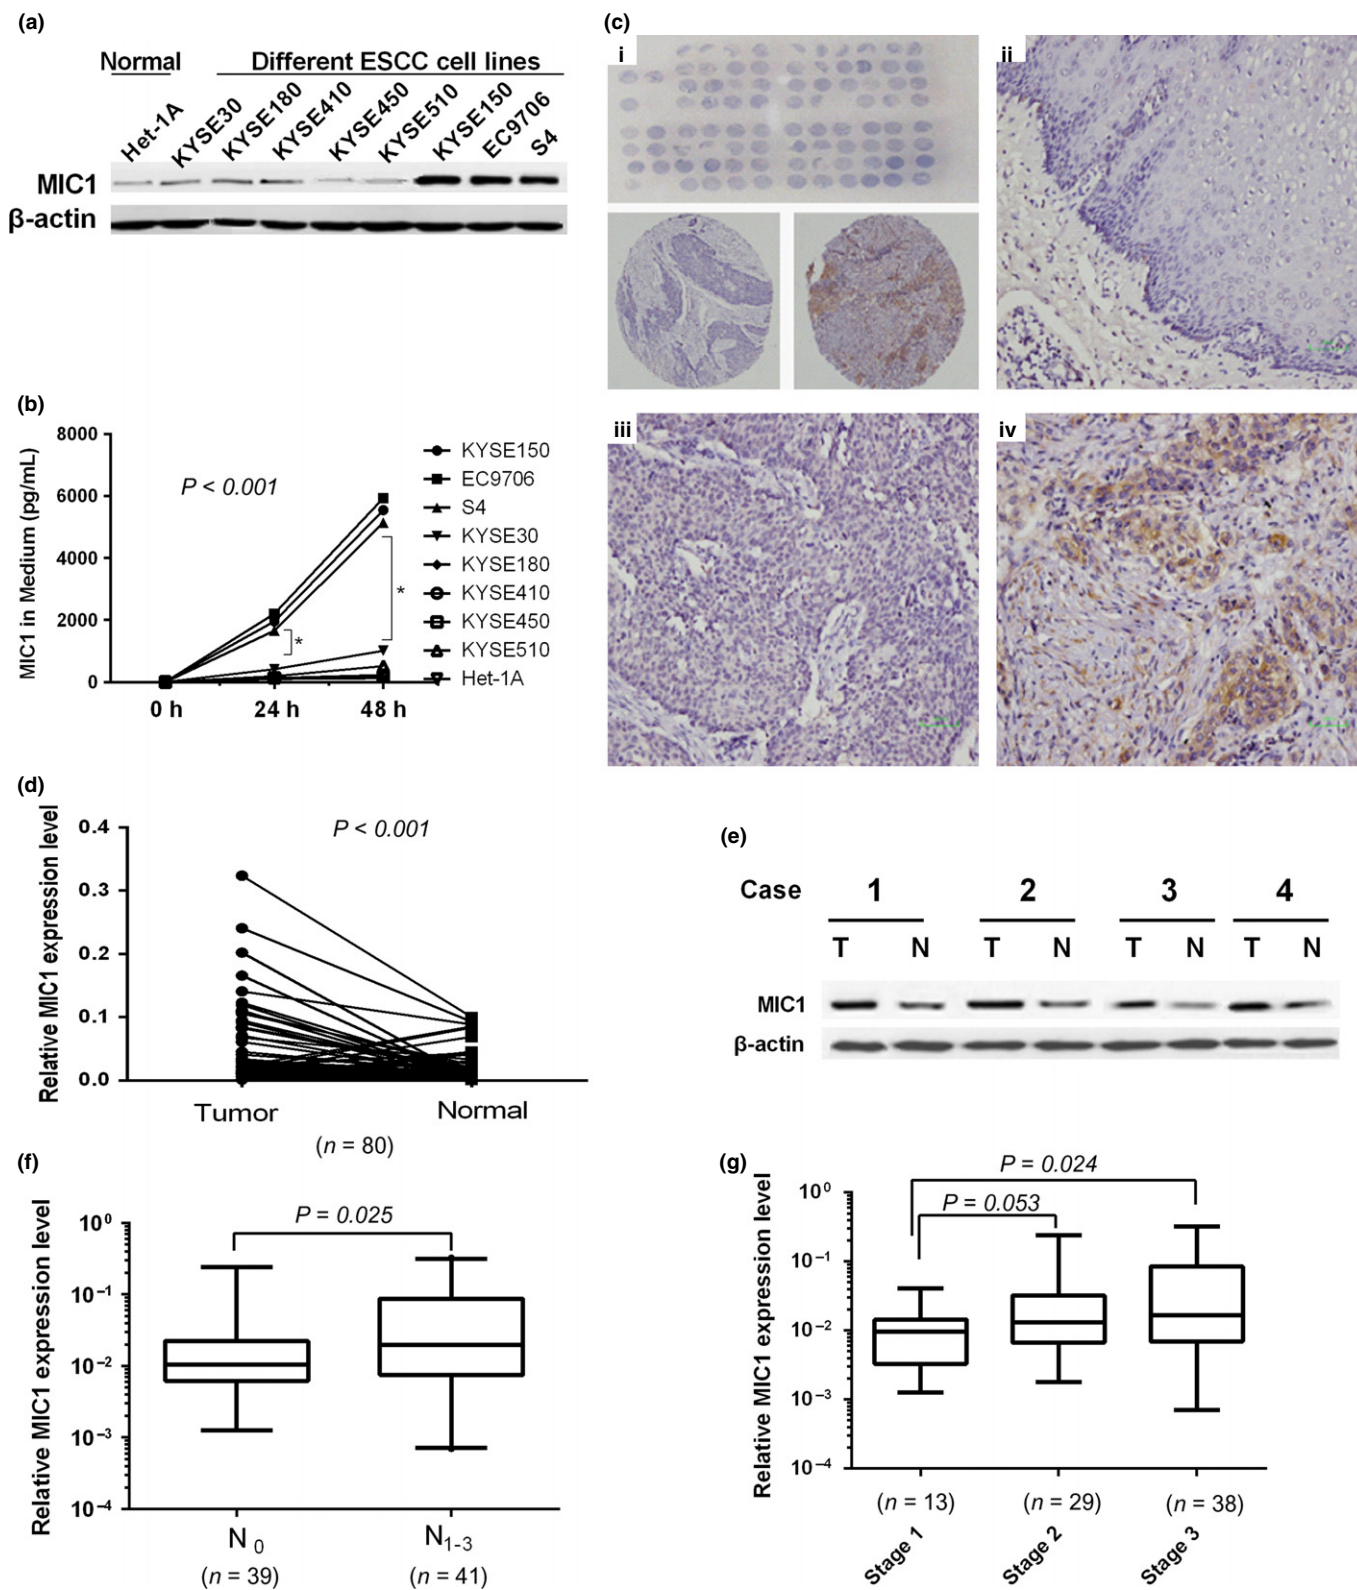 (a)
Normal Different ESCC cell lines
Het-1A KYSE30 KYSE180 KYSE410 KYSE450 KYSE510 KYSE150 EC9706 S4
MIC1
β-actin
(b)
MIC1 in Medium (pg/mL)
8000
6000
4000
2000
0
P < 0.001
*
*
0 h 24 h 48 h
KYSE150
EC9706
S4
KYSE30
KYSE180
KYSE410
KYSE450
KYSE510
Het-1A
(c)
i
ii
iii
iv
(d)
Relative MIC1 expression level
0.4
0.3
0.2
0.1
0.0
P < 0.001
Tumor Normal
(n = 80)
(e)
Case 1 2 3 4
T N T N T N T N
MIC1
β-actin
(f)
Relative MIC1 expression level
10⁰
10⁻¹
10⁻²
10⁻³
10⁻⁴
P = 0.025
N₀ N₁₋₃
(n = 39) (n = 41)
(g)
Relative MIC1 expression level
10⁰
10⁻¹
10⁻²
10⁻³
10⁻⁴
P = 0.024
P = 0.053
(n = 13) (n = 29) (n = 38)
Stage 1 Stage 2 Stage 3